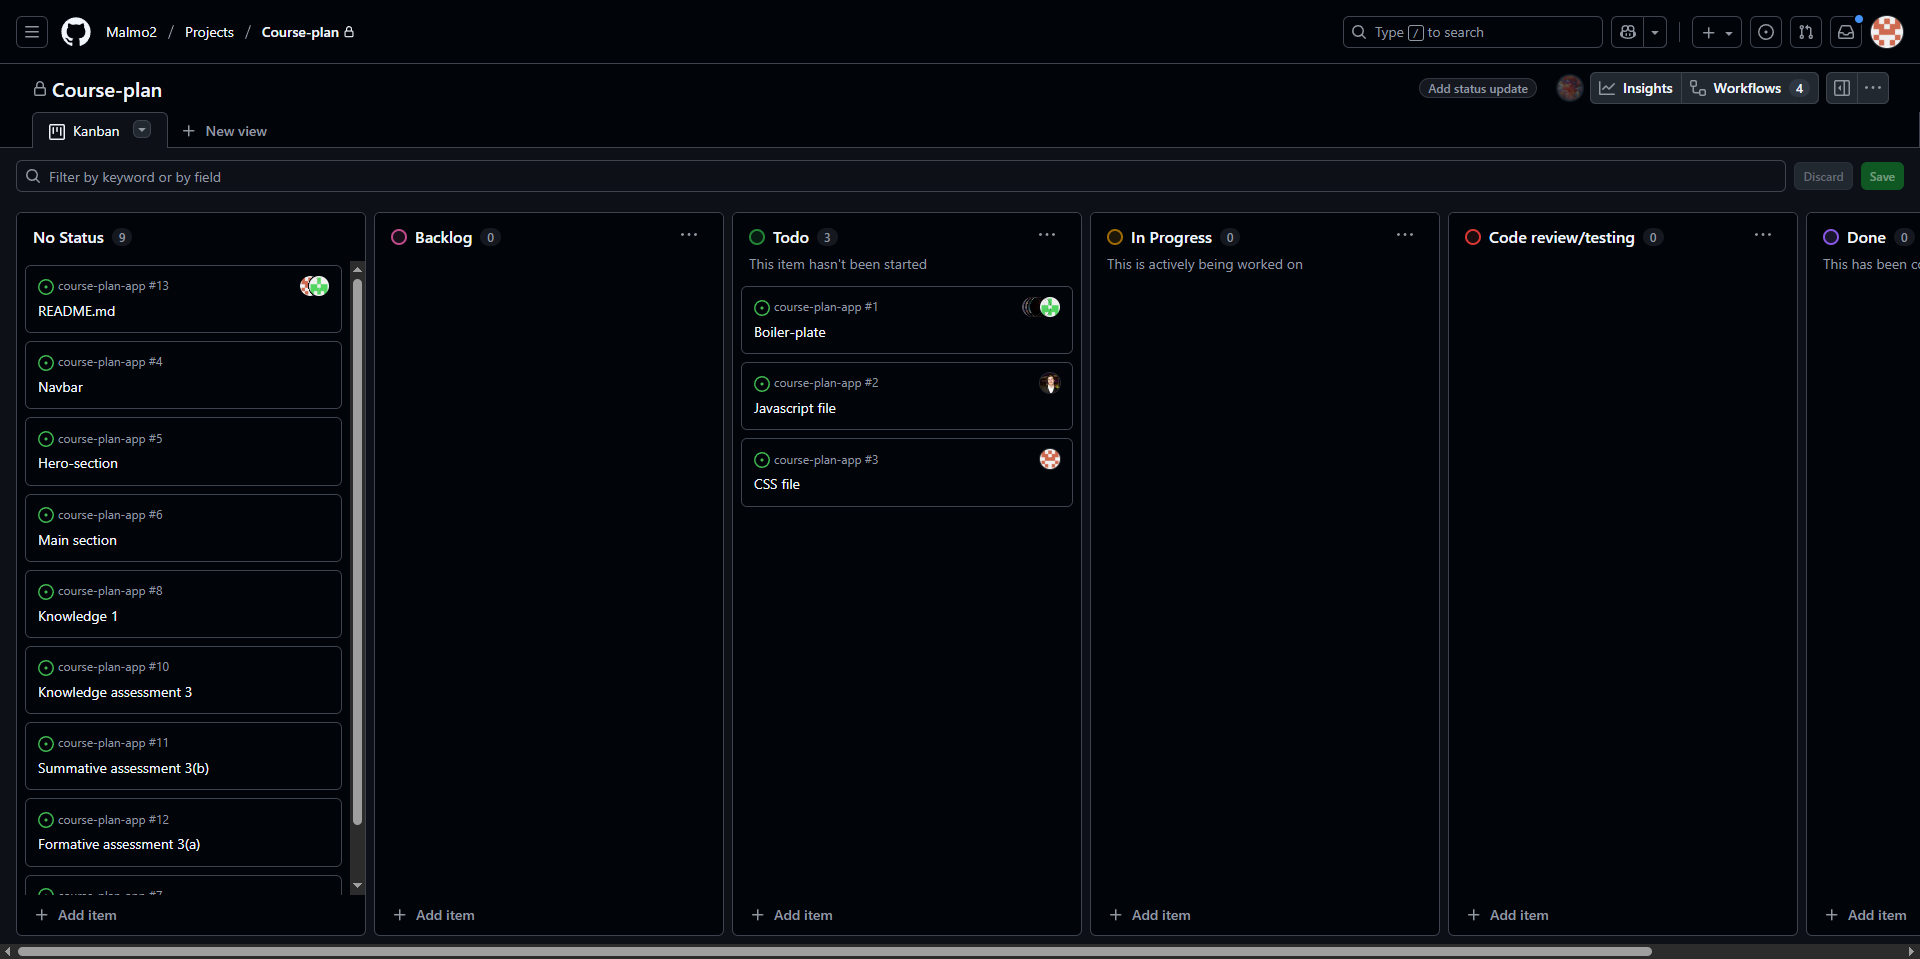 Malmo2 / Projects / Course-plan
Type / to search
Course-plan
Add status update
Insights
Workflows 4
Kanban
New view
Filter by keyword or by field
Discard
Save
No Status 9
course-plan-app #13
README.md
course-plan-app #4
Navbar
course-plan-app #5
Hero-section
course-plan-app #6
Main section
course-plan-app #8
Knowledge 1
course-plan-app #10
Knowledge assessment 3
course-plan-app #11
Summative assessment 3(b)
course-plan-app #12
Formative assessment 3(a)
course-plan-app #7
Add item
Backlog 0
Add item
Todo 3
This item hasn't been started
course-plan-app #1
Boiler-plate
course-plan-app #2
Javascript file
course-plan-app #3
CSS file
Add item
In Progress 0
This is actively being worked on
Add item
Code review/testing 0
Add item
Done 0
This has been
Add item